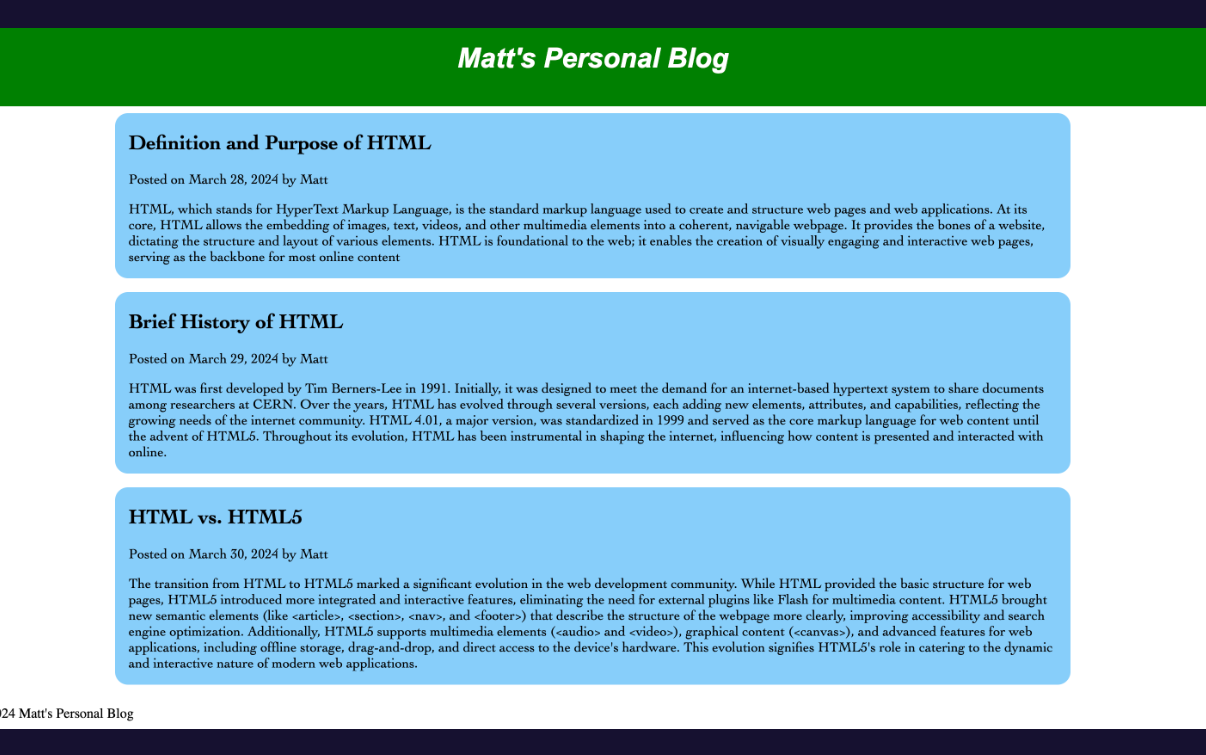 Matt's Personal Blog
Definition and Purpose of HTML
Posted on March 28, 2024 by Matt
HTML, which stands for HyperText Markup Language, is the standard markup language used to create and structure web pages and web applications. At its
core, HTML allows the embedding of images, text, videos, and other multimedia elements into a coherent, navigable webpage. It provides the bones of a website,
dictating the structure and layout of various elements. HTML is foundational to the web; it enables the creation of visually engaging and interactive web pages,
serving as the backbone for most online content
Brief History of HTML
Posted on March 29, 2024 by Matt
HTML was first developed by Tim Berners-Lee in 1991. Initially, it was designed to meet the demand for an internet-based hypertext system to share documents
among researchers at CERN. Over the years, HTML has evolved through several versions, each adding new elements, attributes, and capabilities, reflecting the
growing needs of the internet community. HTML 4.01, a major version, was standardized in 1999 and served as the core markup language for web content until
the advent of HTML5. Throughout its evolution, HTML has been instrumental in shaping the internet, influencing how content is presented and interacted with
online.
HTML vs. HTML5
Posted on March 30, 2024 by Matt
The transition from HTML to HTML5 marked a significant evolution in the web development community. While HTML provided the basic structure for web
pages, HTML5 introduced more integrated and interactive features, eliminating the need for external plugins like Flash for multimedia content. HTML5 brought
new semantic elements (like <article>, <section>, <nav>, and <footer>) that describe the structure of the webpage more clearly, improving accessibility and search
engine optimization. Additionally, HTML5 supports multimedia elements (<audio> and <video>), graphical content (<canvas>), and advanced features for web
applications, including offline storage, drag-and-drop, and direct access to the device's hardware. This evolution signifies HTML5's role in catering to the dynamic
and interactive nature of modern web applications.
24 Matt's Personal Blog